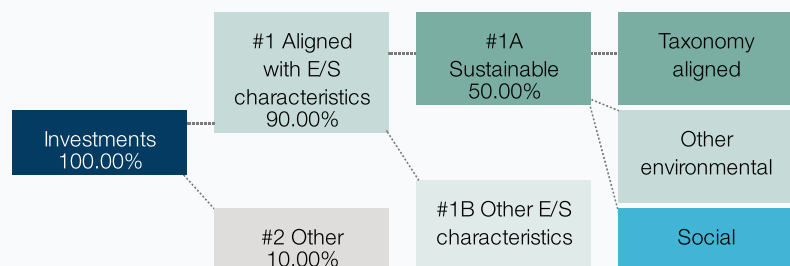 Investments
100.00%
#1 Aligned
with E/S
characteristics
90.00%
#2 Other
10.00%
#1A
Sustainable
50.00%
#1B Other E/S
characteristics
Taxonomy
aligned
Other
environmental
Social